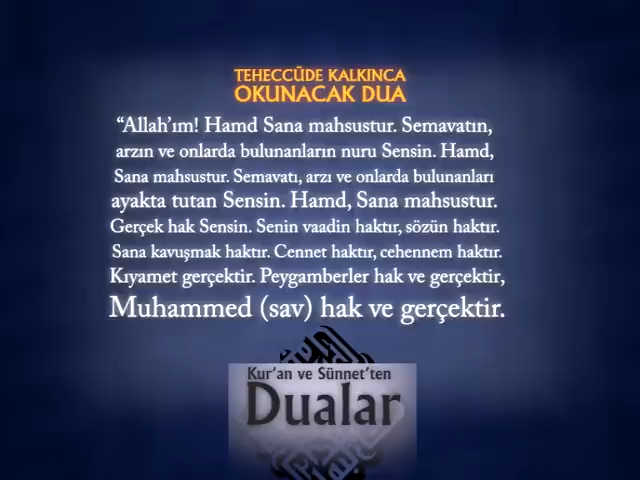 TEHECCÜDE KALKINCA
OKUNACAK DUA
“Allah’ım! Hamd Sana mahsustur. Semavatın,
arzın ve onlarda bulunanların nuru Sensin. Hamd,
Sana mahsustur. Semavatı, arzı ve onlarda bulunanları
ayakta tutan Sensin. Hamd, Sana mahsustur.
Gerçek hak Sensin. Senin vaadin haktır, sözün haktır.
Sana kavuşmak haktır. Cennet haktır, cehennem haktır.
Kıyamet gerçektir. Peygamberler hak ve gerçektir,
Muhammed (sav) hak ve gerçektir.
Kur’an ve Sünnet’ten
Dualar